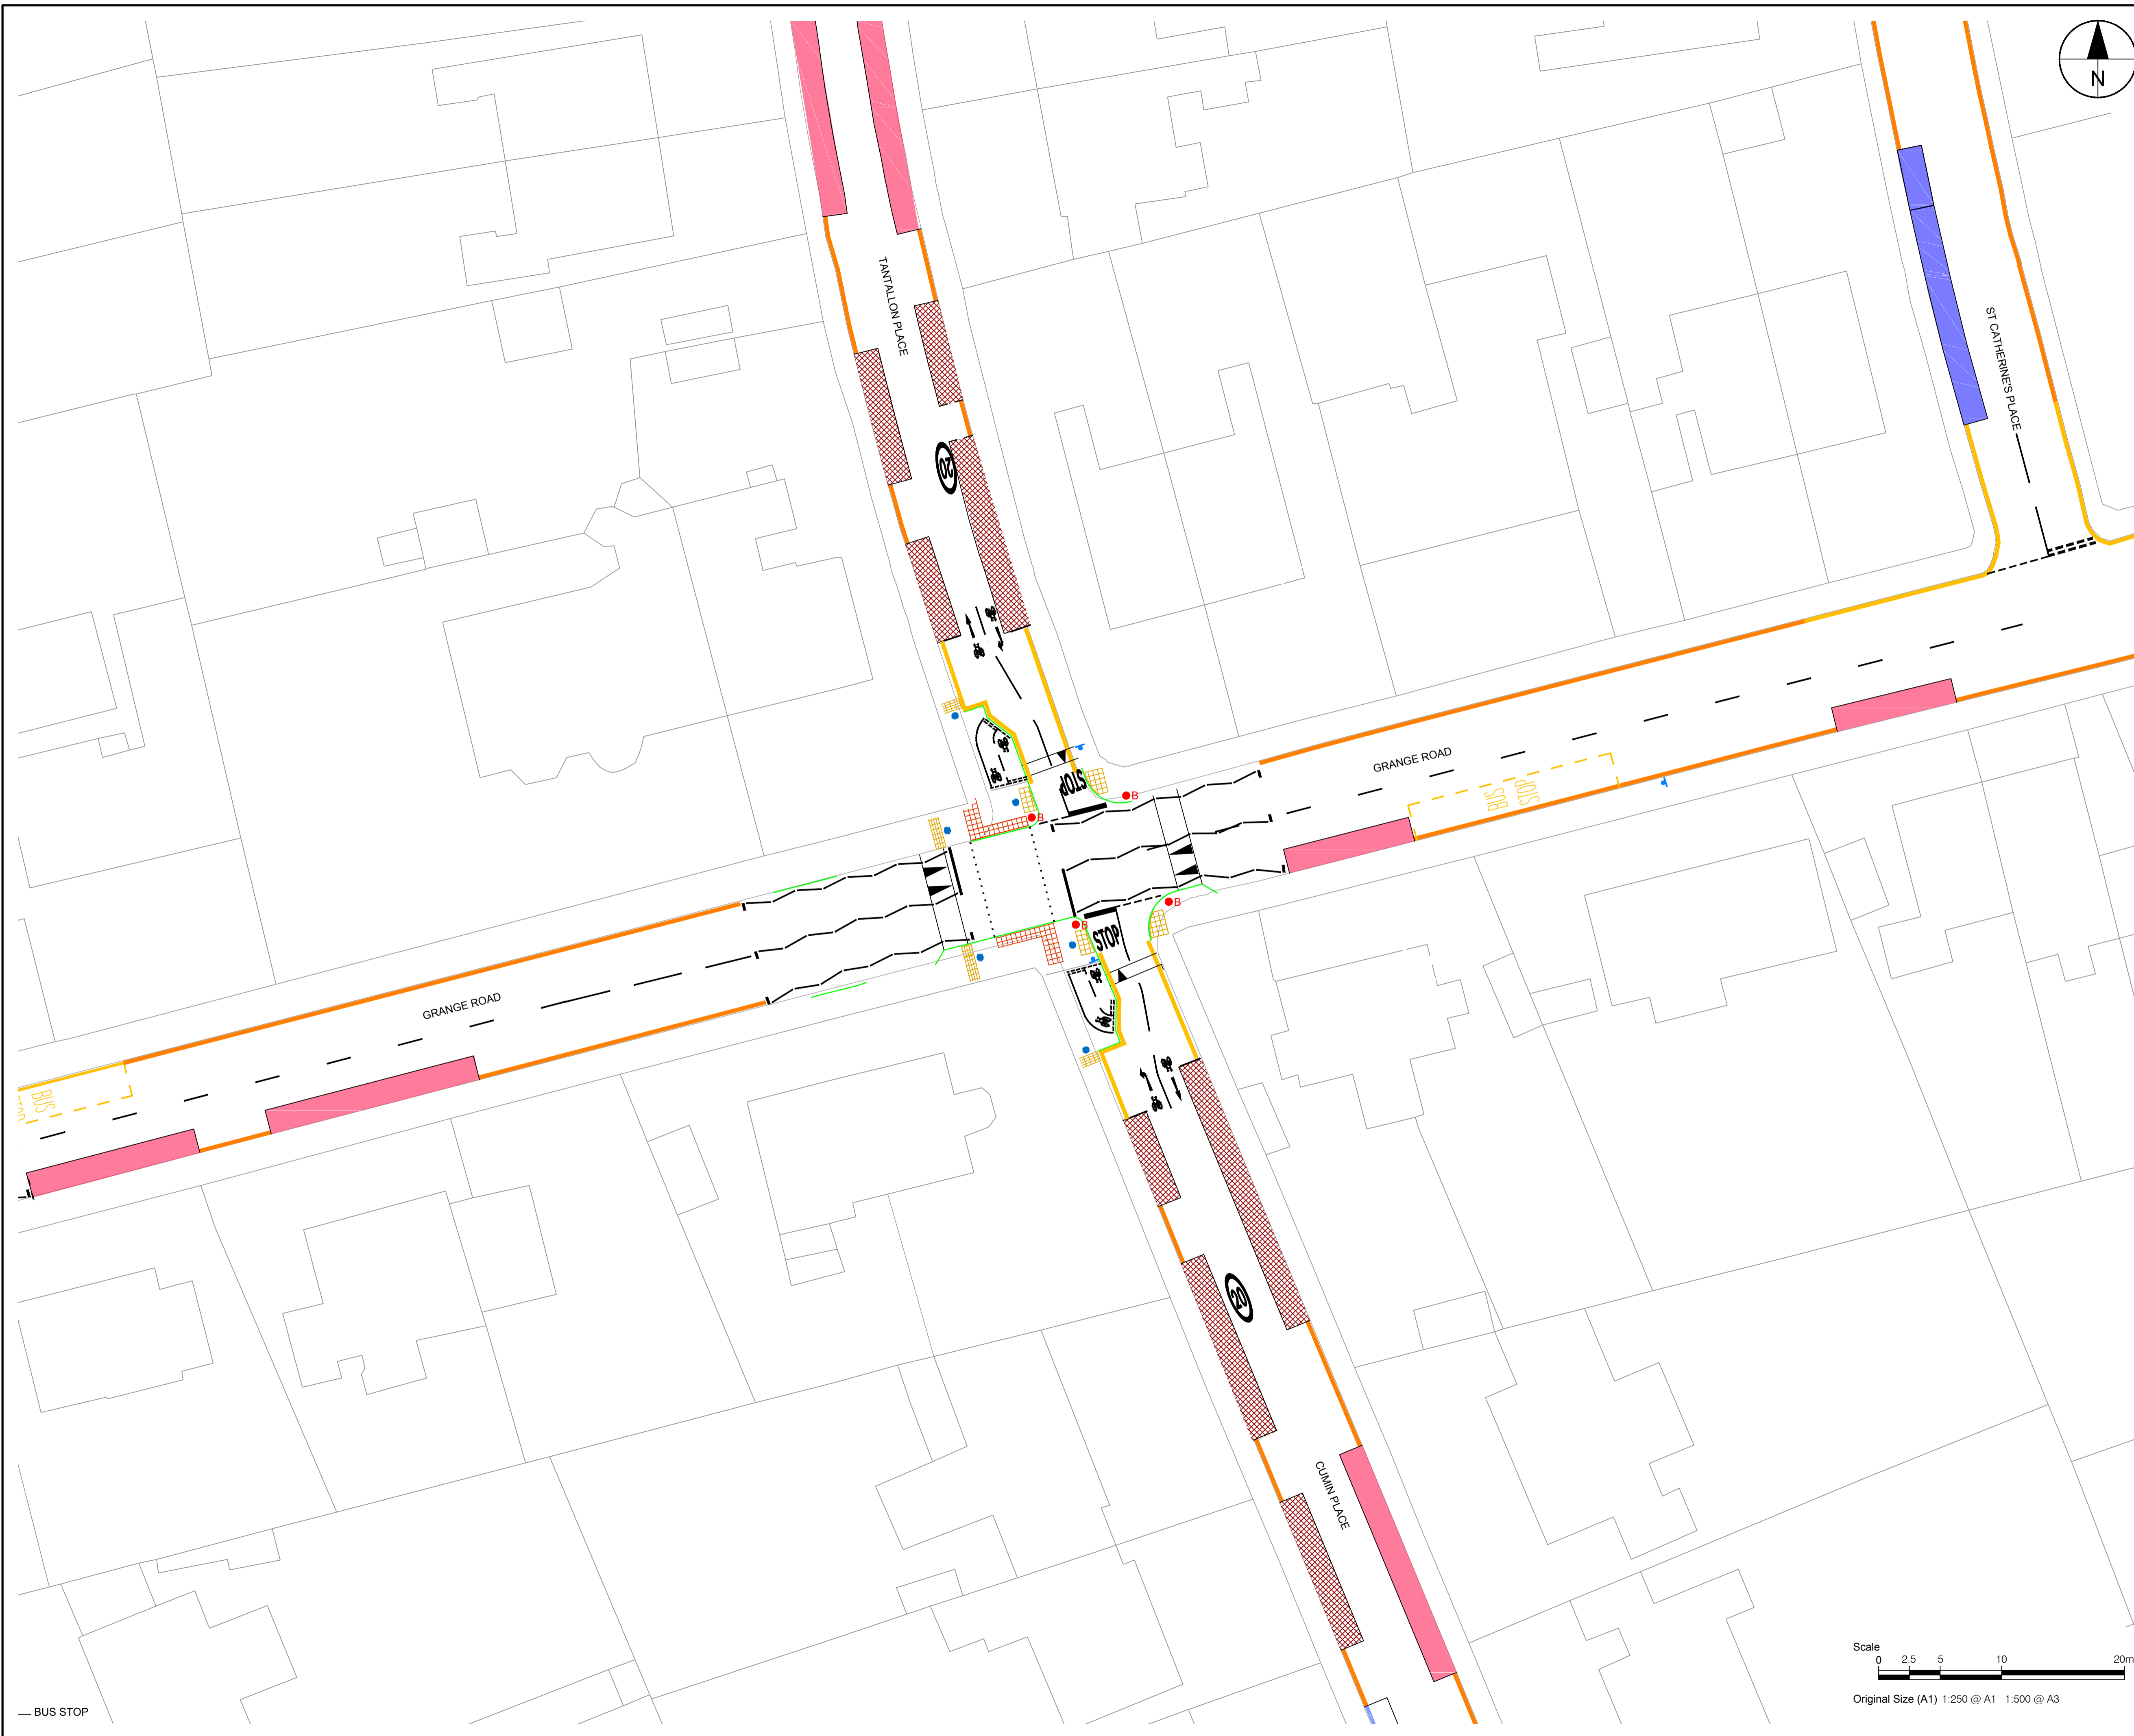 N
TANTALLON PLACE
ST CATHERINE'S PLACE
20
STOP
B
GRANGE ROAD
BUS
STOP
B
B
STOP
B
GRANGE ROAD
BUS
STOP
20
CUMIN PLACE
Scale
0 2.5 5 10 20m
Original Size (A1) 1:250 @ A1 1:500 @ A3
BUS STOP